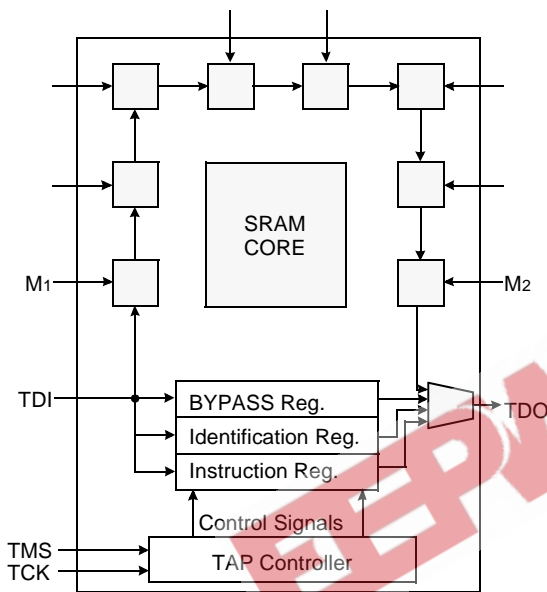 SRAM
CORE
M1
M2
TDI
BYPASS Reg.
TDO
Identification Reg.
Instruction Reg.
Control Signals
TMS
TAP Controller
TCK